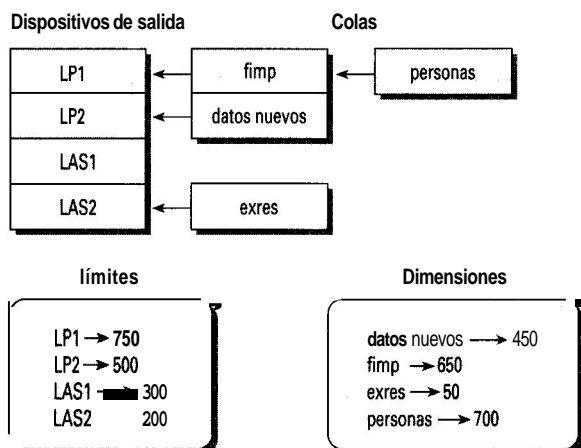 Dispositivos de salida Colas
LP1 fimp personas
LP2 datos nuevos
LAS1
LAS2 exres
límites Dimensiones
LP1 → 750
LP2 → 500
LAS1 → 300
LAS2 200
datos nuevos → 450
fimp → 650
exres → 50
personas → 700